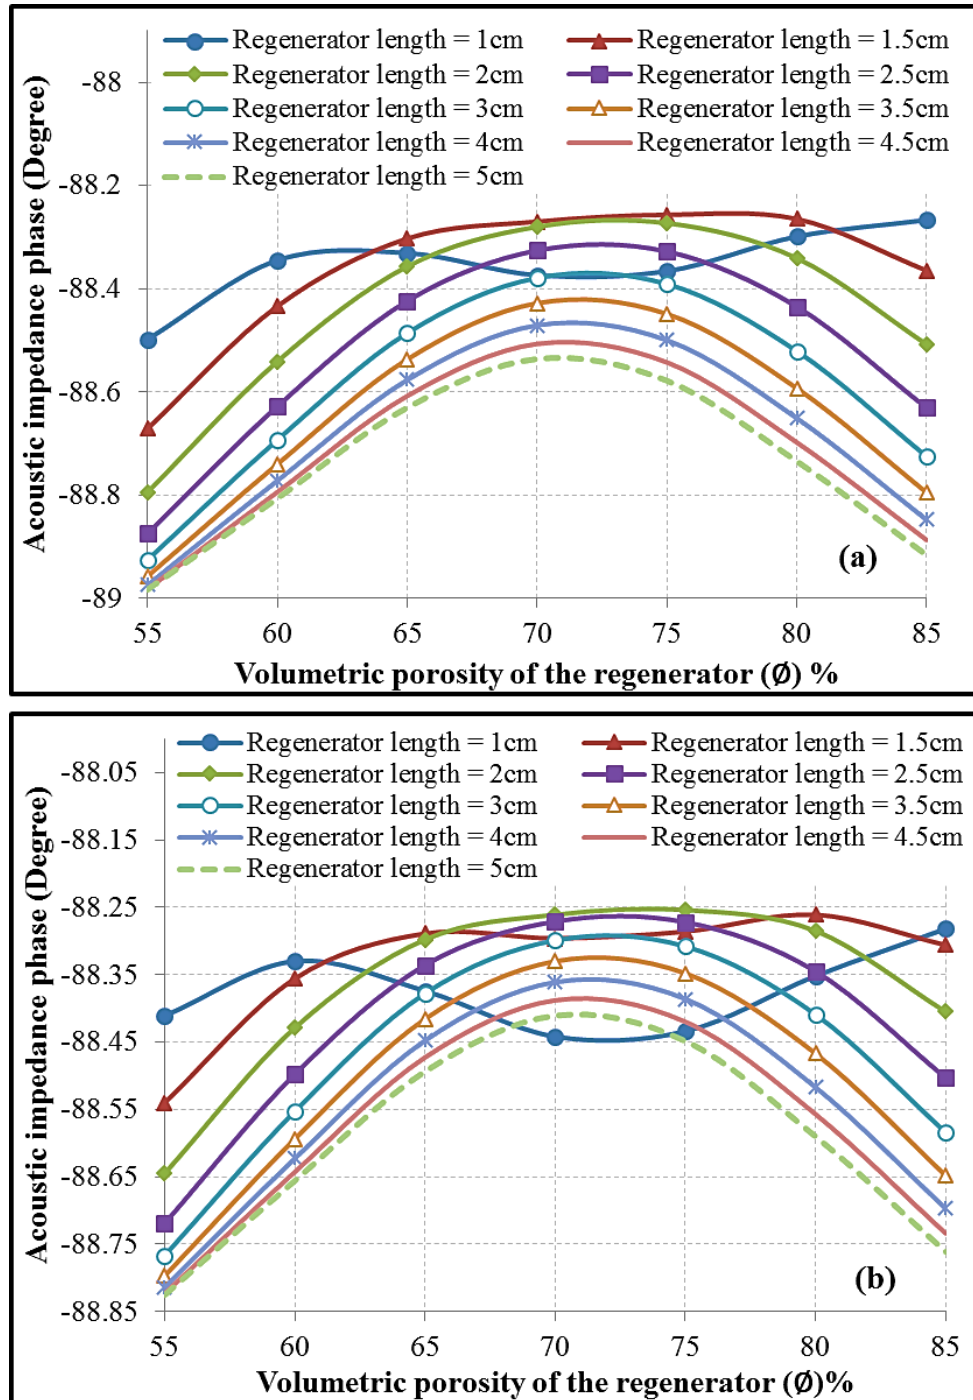 Regenerator length = 1cm
Regenerator length = 1.5cm
Regenerator length = 2cm
Regenerator length = 2.5cm
Regenerator length = 3cm
Regenerator length = 3.5cm
Regenerator length = 4cm
Regenerator length = 4.5cm
Regenerator length = 5cm
Acoustic impedance phase (Degree)
-88
-88.2
-88.4
-88.6
-88.8
-89
(a)
55 60 65 70 75 80 85
Volumetric porosity of the regenerator (Ø) %
Regenerator length = 1cm
Regenerator length = 1.5cm
Regenerator length = 2cm
Regenerator length = 2.5cm
Regenerator length = 3cm
Regenerator length = 3.5cm
Regenerator length = 4cm
Regenerator length = 4.5cm
Regenerator length = 5cm
Acoustic impedance phase (Degree)
-88.05
-88.15
-88.25
-88.35
-88.45
-88.55
-88.65
-88.75
-88.85
(b)
55 60 65 70 75 80 85
Volumetric porosity of the regenerator (Ø)%